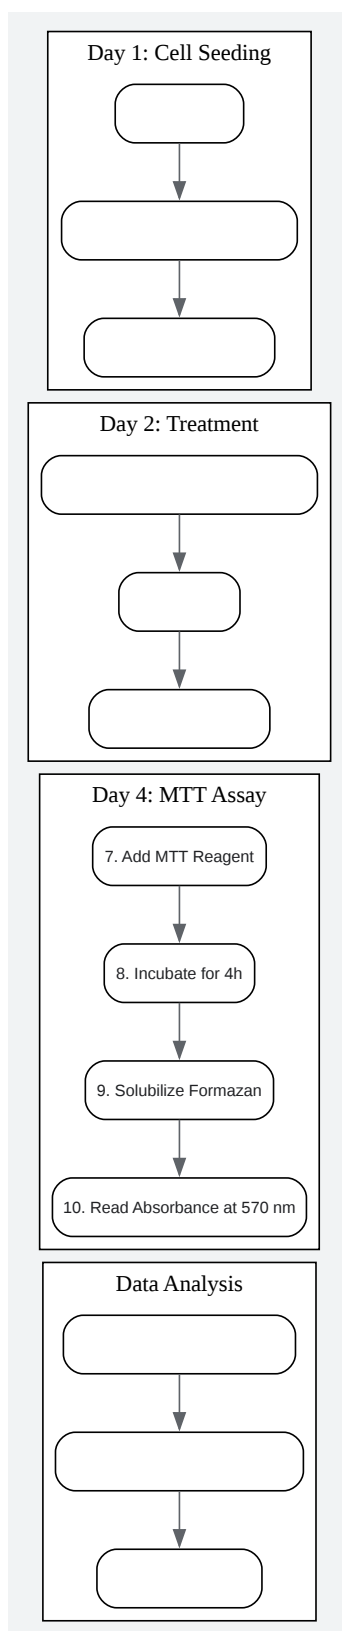 Day 1: Cell Seeding
Day 2: Treatment
Day 4: MTT Assay
7. Add MTT Reagent
8. Incubate for 4h
9. Solubilize Formazan
10. Read Absorbance at 570 nm
Data Analysis